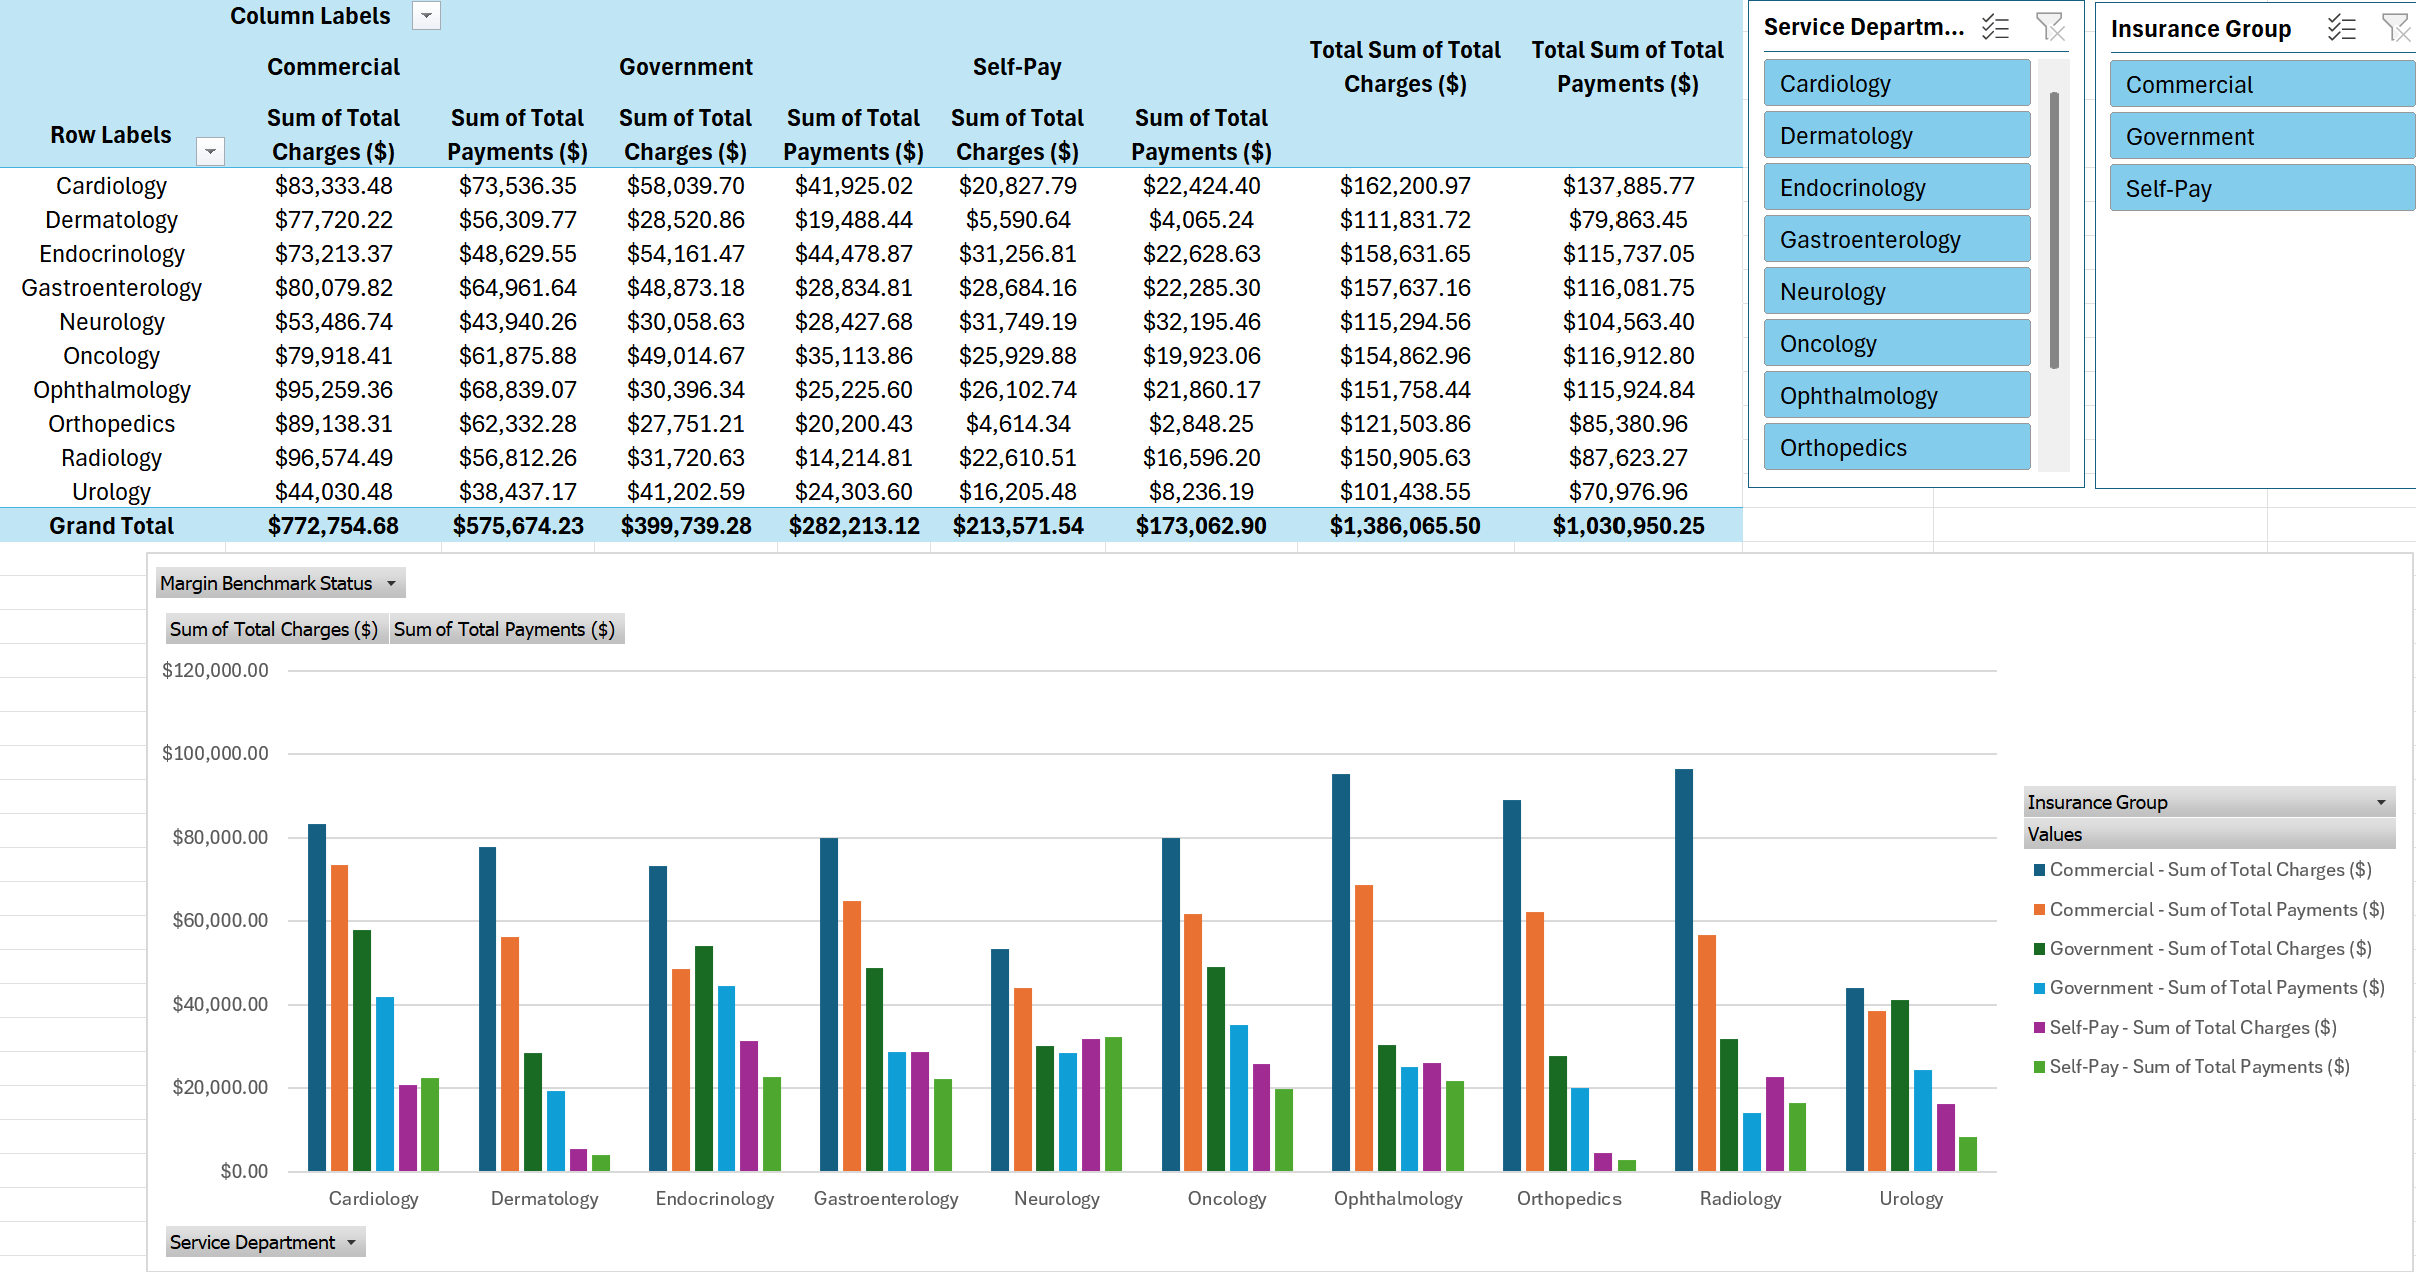 Column Labels
Commercial Government Self-Pay Total Sum of Total Charges ($) Total Sum of Total Payments ($)
Row Labels Sum of Total Charges ($) Sum of Total Payments ($) Sum of Total Charges ($) Sum of Total Payments ($) Sum of Total Charges ($) Sum of Total Payments ($)
Cardiology $83,333.48 $73,536.35 $58,039.70 $41,925.02 $20,827.79 $22,424.40 $162,200.97 $137,885.77
Dermatology $77,720.22 $56,309.77 $28,520.86 $19,488.44 $5,590.64 $4,065.24 $111,831.72 $79,863.45
Endocrinology $73,213.37 $48,629.55 $54,161.47 $44,478.87 $31,256.81 $22,628.63 $158,631.65 $115,737.05
Gastroenterology $80,079.82 $64,961.64 $48,873.18 $28,834.81 $28,684.16 $22,285.30 $157,637.16 $116,081.75
Neurology $53,486.74 $43,940.26 $30,058.63 $28,427.68 $31,749.19 $32,195.46 $115,294.56 $104,563.40
Oncology $79,918.41 $61,875.88 $49,014.67 $35,113.86 $25,929.88 $19,923.06 $154,862.96 $116,912.80
Ophthalmology $95,259.36 $68,839.07 $30,396.34 $25,225.60 $26,102.74 $21,860.17 $151,758.44 $115,924.84
Orthopedics $89,138.31 $62,332.28 $27,751.21 $20,200.43 $4,614.34 $2,848.25 $121,503.86 $85,380.96
Radiology $96,574.49 $56,812.26 $31,720.63 $14,214.81 $22,610.51 $16,596.20 $150,905.63 $87,623.27
Urology $44,030.48 $38,437.17 $41,202.59 $24,303.60 $16,205.48 $8,236.19 $101,438.55 $70,976.96
Grand Total $772,754.68 $575,674.23 $399,739.28 $282,213.12 $213,571.54 $173,062.90 $1,386,065.50 $1,030,950.25
Service Departm...
Cardiology
Dermatology
Endocrinology
Gastroenterology
Neurology
Oncology
Ophthalmology
Orthopedics
Insurance Group
Commercial
Government
Self-Pay
Margin Benchmark Status
Sum of Total Charges ($) Sum of Total Payments ($)
$120,000.00
$100,000.00
$80,000.00
$60,000.00
$40,000.00
$20,000.00
$0.00
Cardiology Dermatology Endocrinology Gastroenterology Neurology Oncology Ophthalmology Orthopedics Radiology Urology
Service Department
Insurance Group
Values
Commercial - Sum of Total Charges ($)
Commercial - Sum of Total Payments ($)
Government - Sum of Total Charges ($)
Government - Sum of Total Payments ($)
Self-Pay - Sum of Total Charges ($)
Self-Pay - Sum of Total Payments ($)